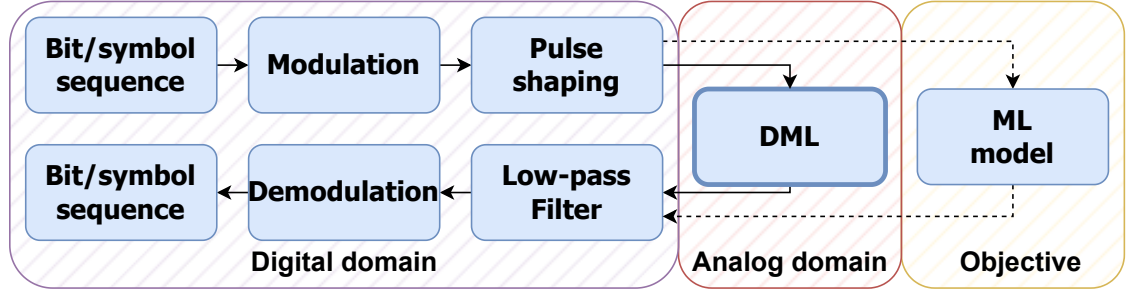 Bit/symbol
sequence
Modulation
Pulse
shaping
DML
ML
model
Bit/symbol
sequence
Demodulation
Low-pass
Filter
Digital domain
Analog domain
Objective